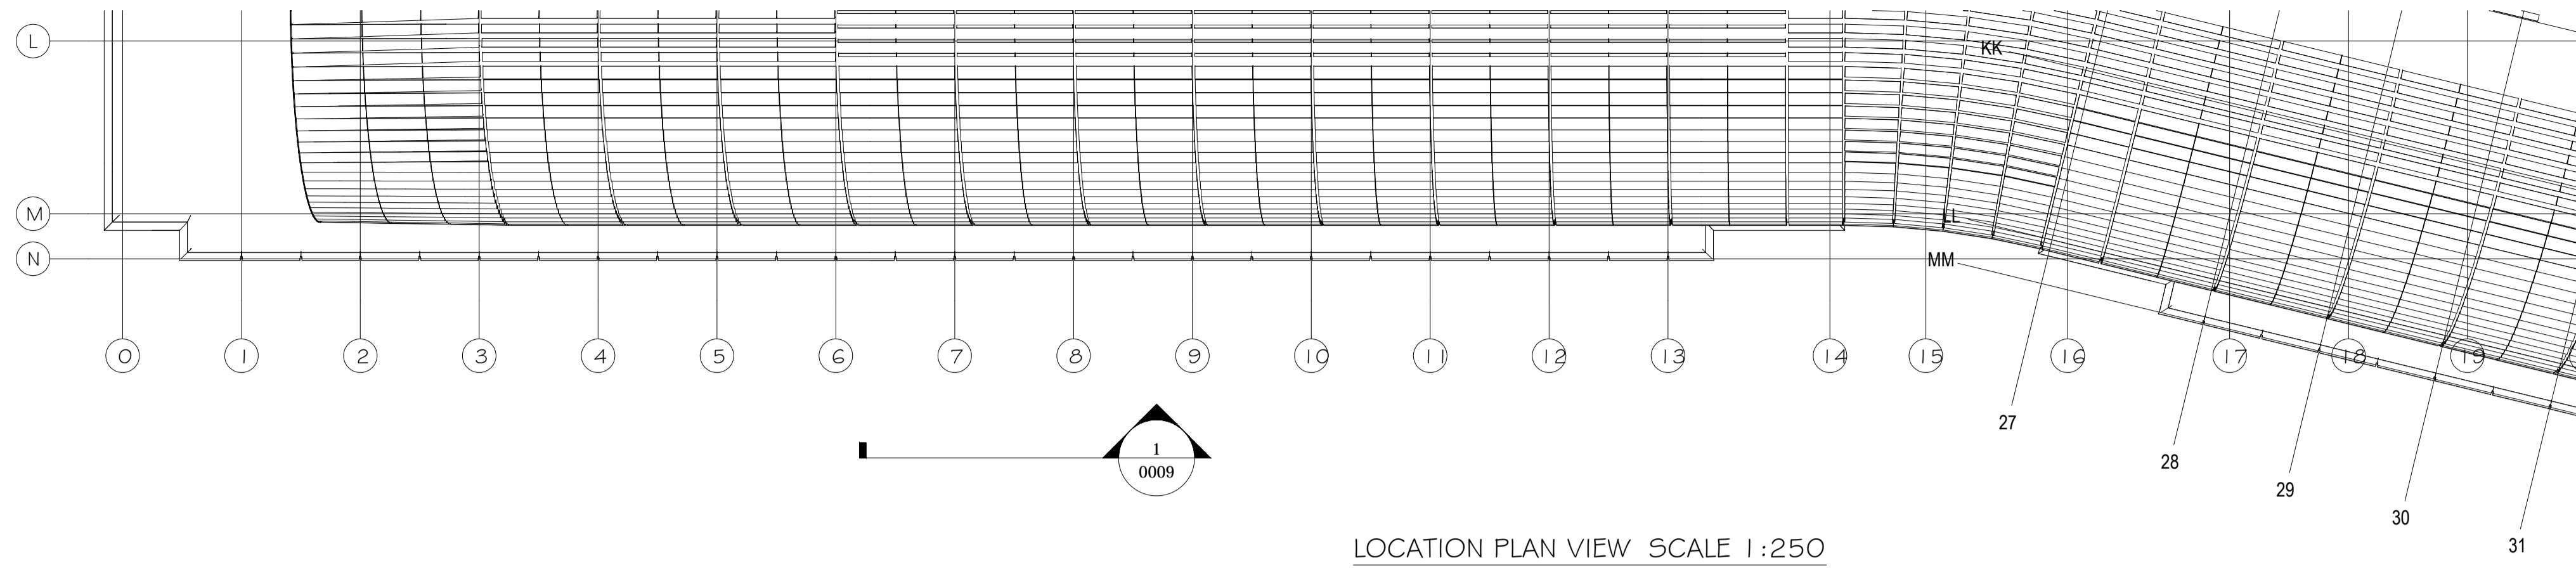 L
KK
M
LL
N
MM
0 1 2 3 4 5 6 7 8 9 10 11 12 13 14 15 16 17 18 19
27
28
29
30
31
1
0009
LOCATION PLAN VIEW SCALE 1:250